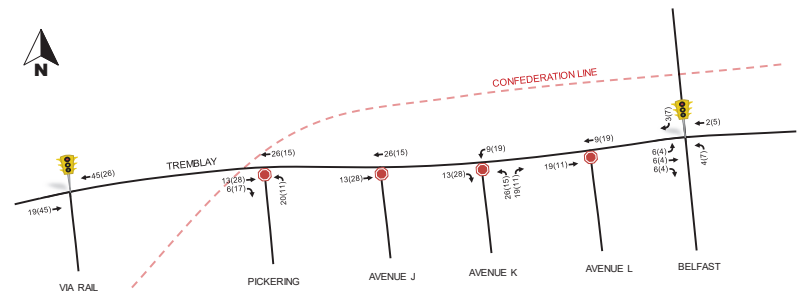 N
CONFEDERATION LINE
3(7)
2(5)
TREMBLAY
45(26)
26(15)
26(15)
9(19)
9(19)
13(28)
6(17)
20(11)
13(28)
13(28)
26(15)
19(11)
19(11)
6(4)
6(4)
6(4)
4(7)
19(45)
VIA RAIL
PICKERING
AVENUE J
AVENUE K
AVENUE L
BELFAST